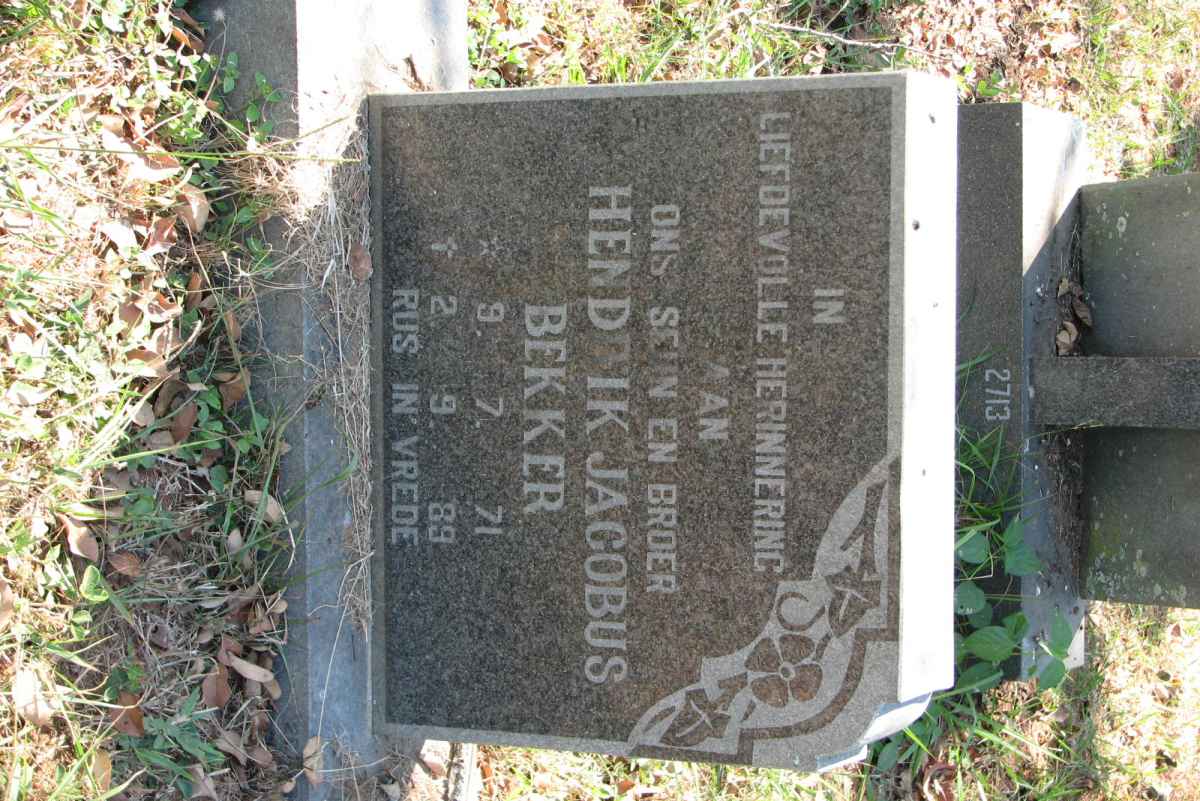 2713
IN
LIEFDEVOLLE HERINNERING
AAN
ONS SEUN EN BROER
HENDRIK JACOBUS
BEKKER
* 9. 7. 71
† 2. 9. 89
RUS IN VREDE